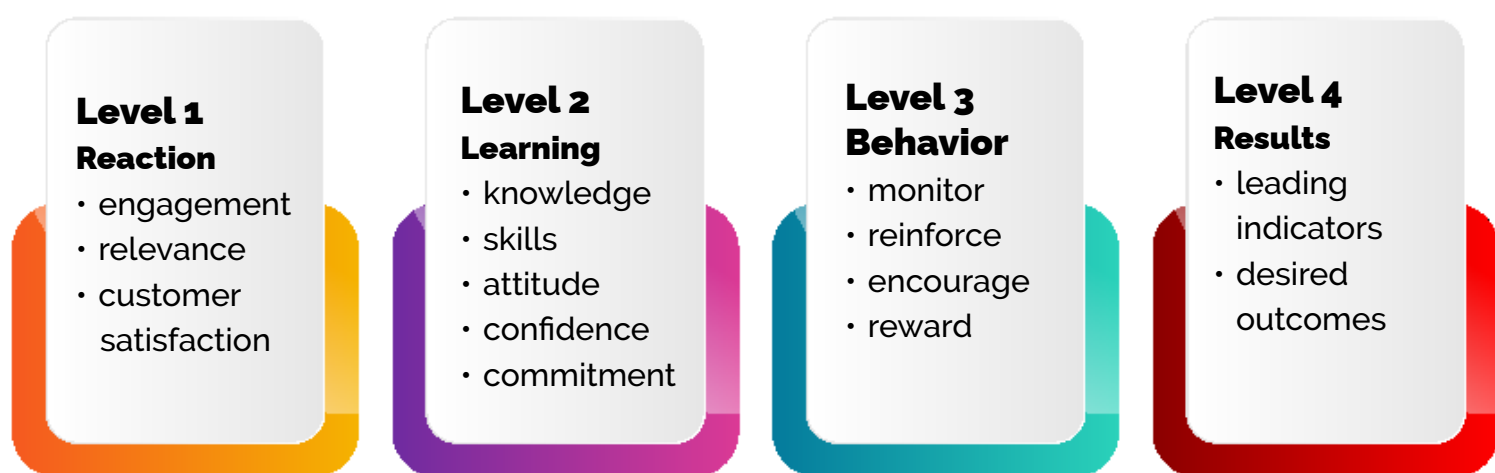 Level 1
Reaction
• engagement
• relevance
• customer
satisfaction
Level 2
Learning
• knowledge
• skills
• attitude
• confidence
• commitment
Level 3
Behavior
• monitor
• reinforce
• encourage
• reward
Level 4
Results
• leading
indicators
• desired
outcomes